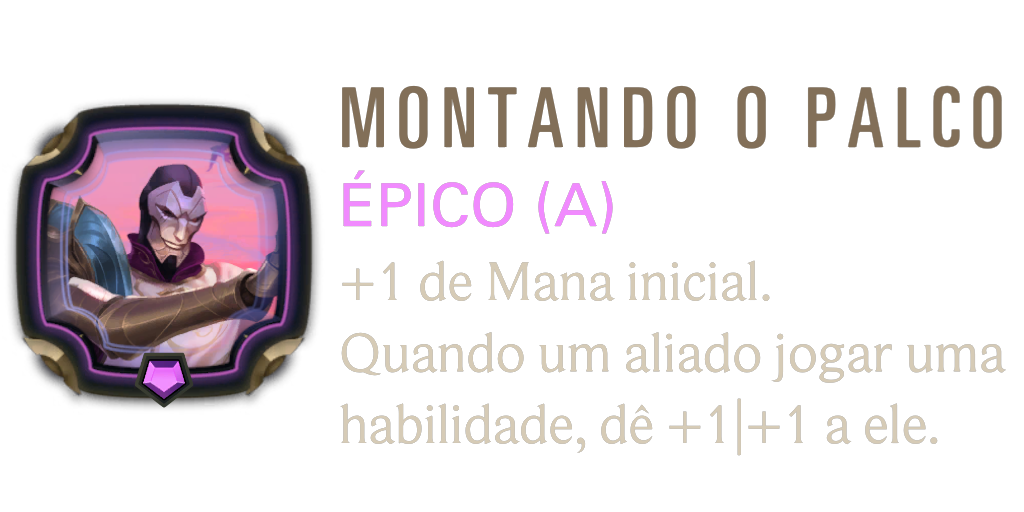 MONTANDO O PALCO
ÉPICO (A)
+1 de Mana inicial.
Quando um aliado jogar uma
habilidade, dê +1|+1 a ele.